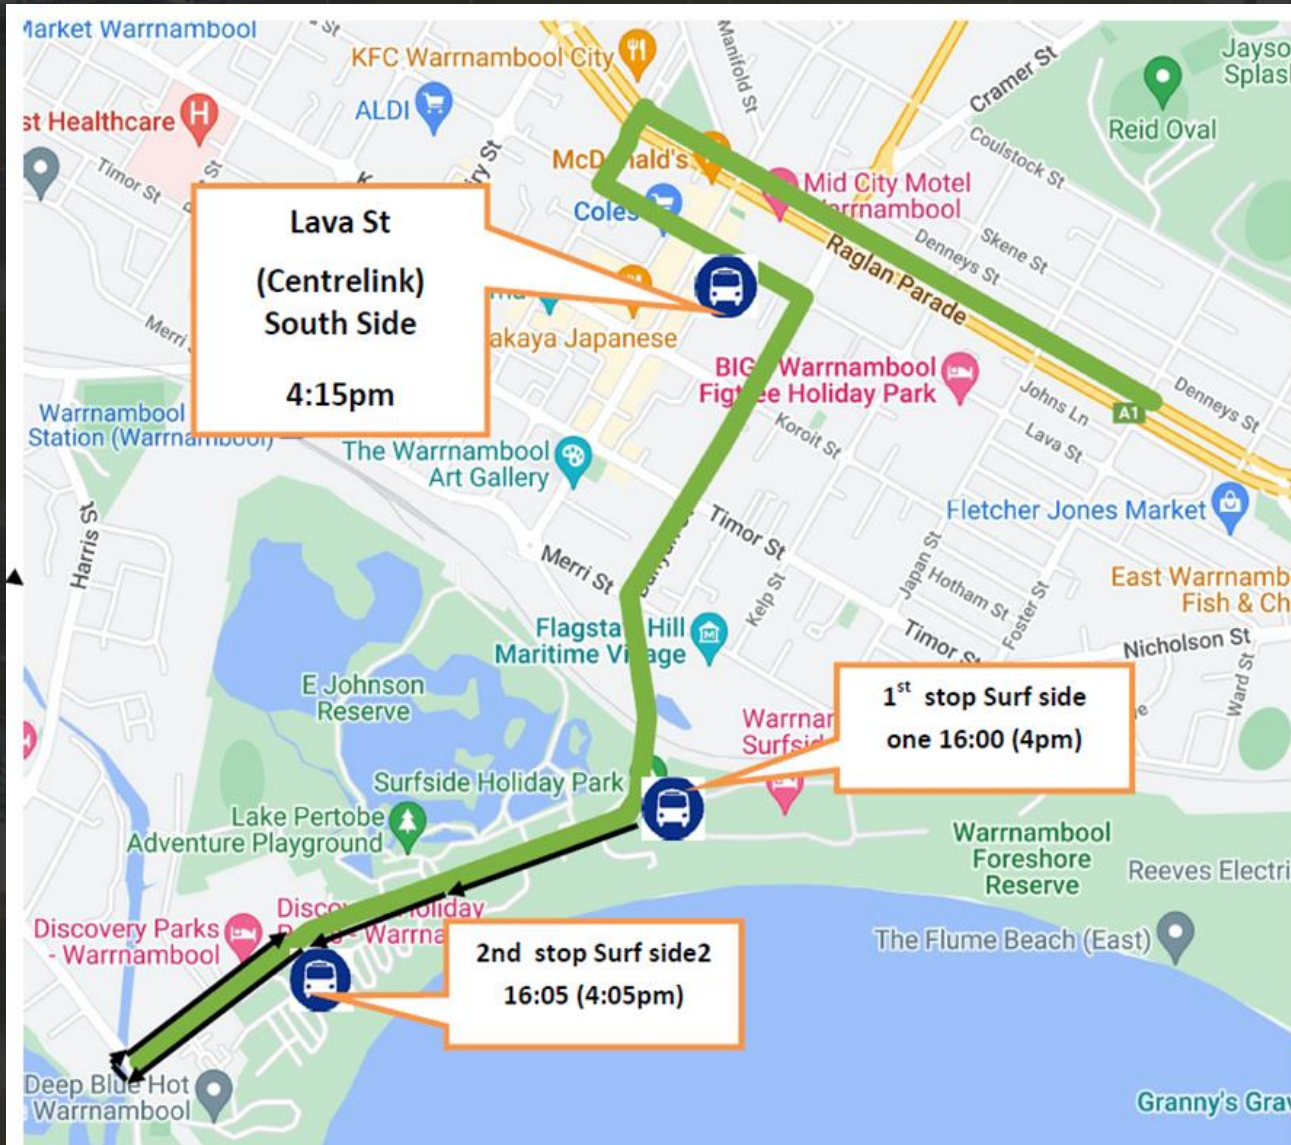 Market Warrnambool
KFC Warrnambool City
Manifold St
Cramer St
Reid Oval
ALDI
st Healthcare
Coulstock St
Timor St
McDonald's
Mid City Motel
Warrnambool
Coles
Skene St
Denneys St
Raglan Parade
Lava St
(Centrelink)
South Side
4:15pm
akaya Japanese
BIG4 Warrnambool
Figtree Holiday Park
Johns Ln
Denneys St
A1
Koroit St
Lava St
Merri
Warrnambool
Station (Warrnambool)
The Warrnambool
Art Gallery
Fletcher Jones Market
Timor St
Harris St
Merri St
Japan St
Hotham St
Kelp St
Foster St
East Warrnamb
Fish & Ch
Flagstaff Hill
Maritime Village
Timor St
Nicholson St
Ward St
E Johnson
Reserve
1st stop Surf side
one 16:00 (4pm)
Warrnar
Surfsid
Surfside Holiday Park
Lake Pertobe
Adventure Playground
Warrnambool
Foreshore
Reserve
Reeves Electri
Discovery Parks
- Warrnambool
Discovery Holiday
Parks - Warrna
2nd stop Surf side2
16:05 (4:05pm)
The Flume Beach (East)
Deep Blue Hot
Warrnambool
Granny's Grav